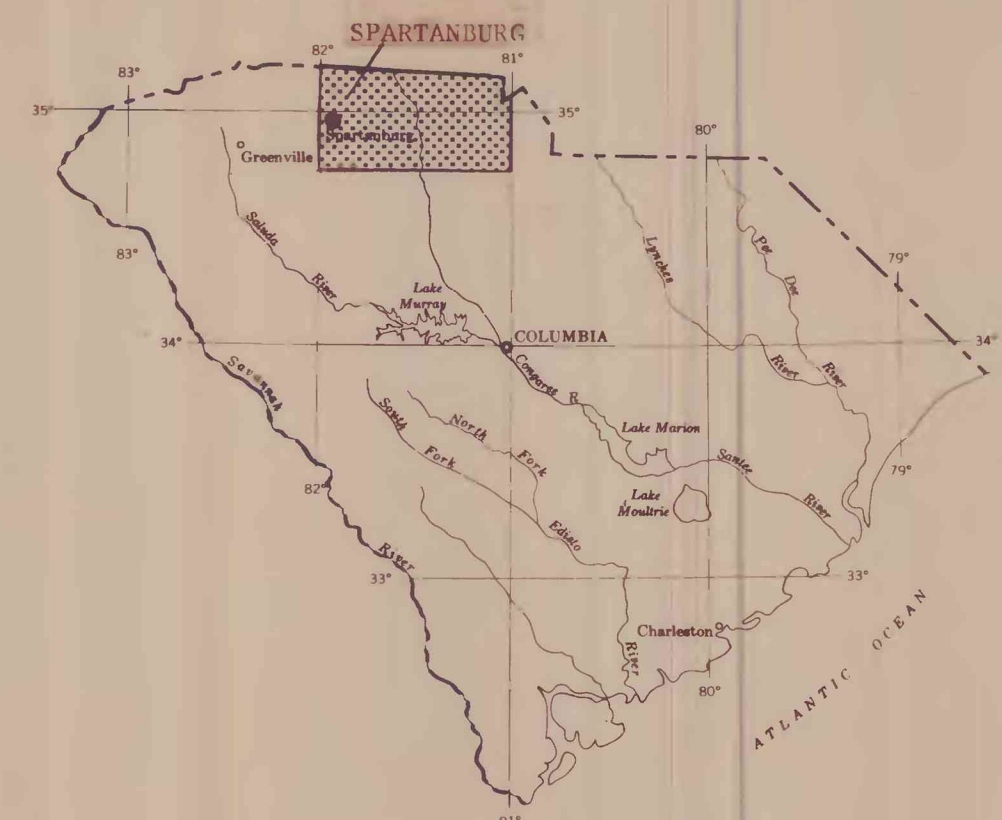 SPARTANBURG
82°
81°
83°
35°
35°
Spartanburg
80°
Greenville
Saluda
River
Lynches
Pee
Dee
83°
79°
Lake
Murray
COLUMBIA
34°
34°
Savannah
Congaree
R
River
River
South
Fork
North
Fork
Lake Marion
Santee
River
79°
82°
Lake
Moultrie
Edisto
River
33°
33°
Charleston
River
80°
ATLANTIC OCEAN
81°